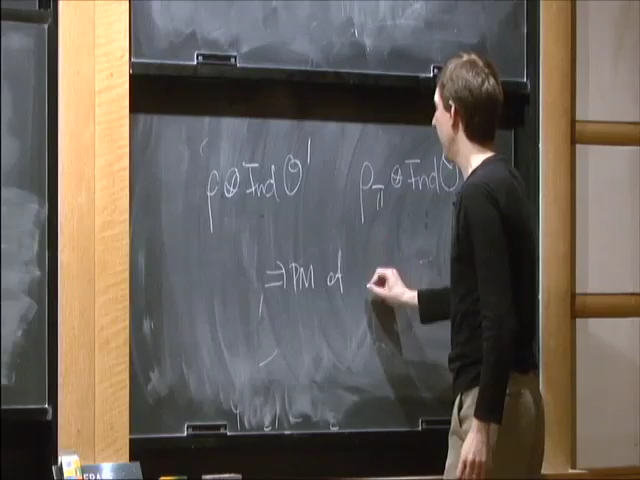 ρ ⊗ Ind Θ' ρ_π ⊗ Ind Θ
⇒ PM of